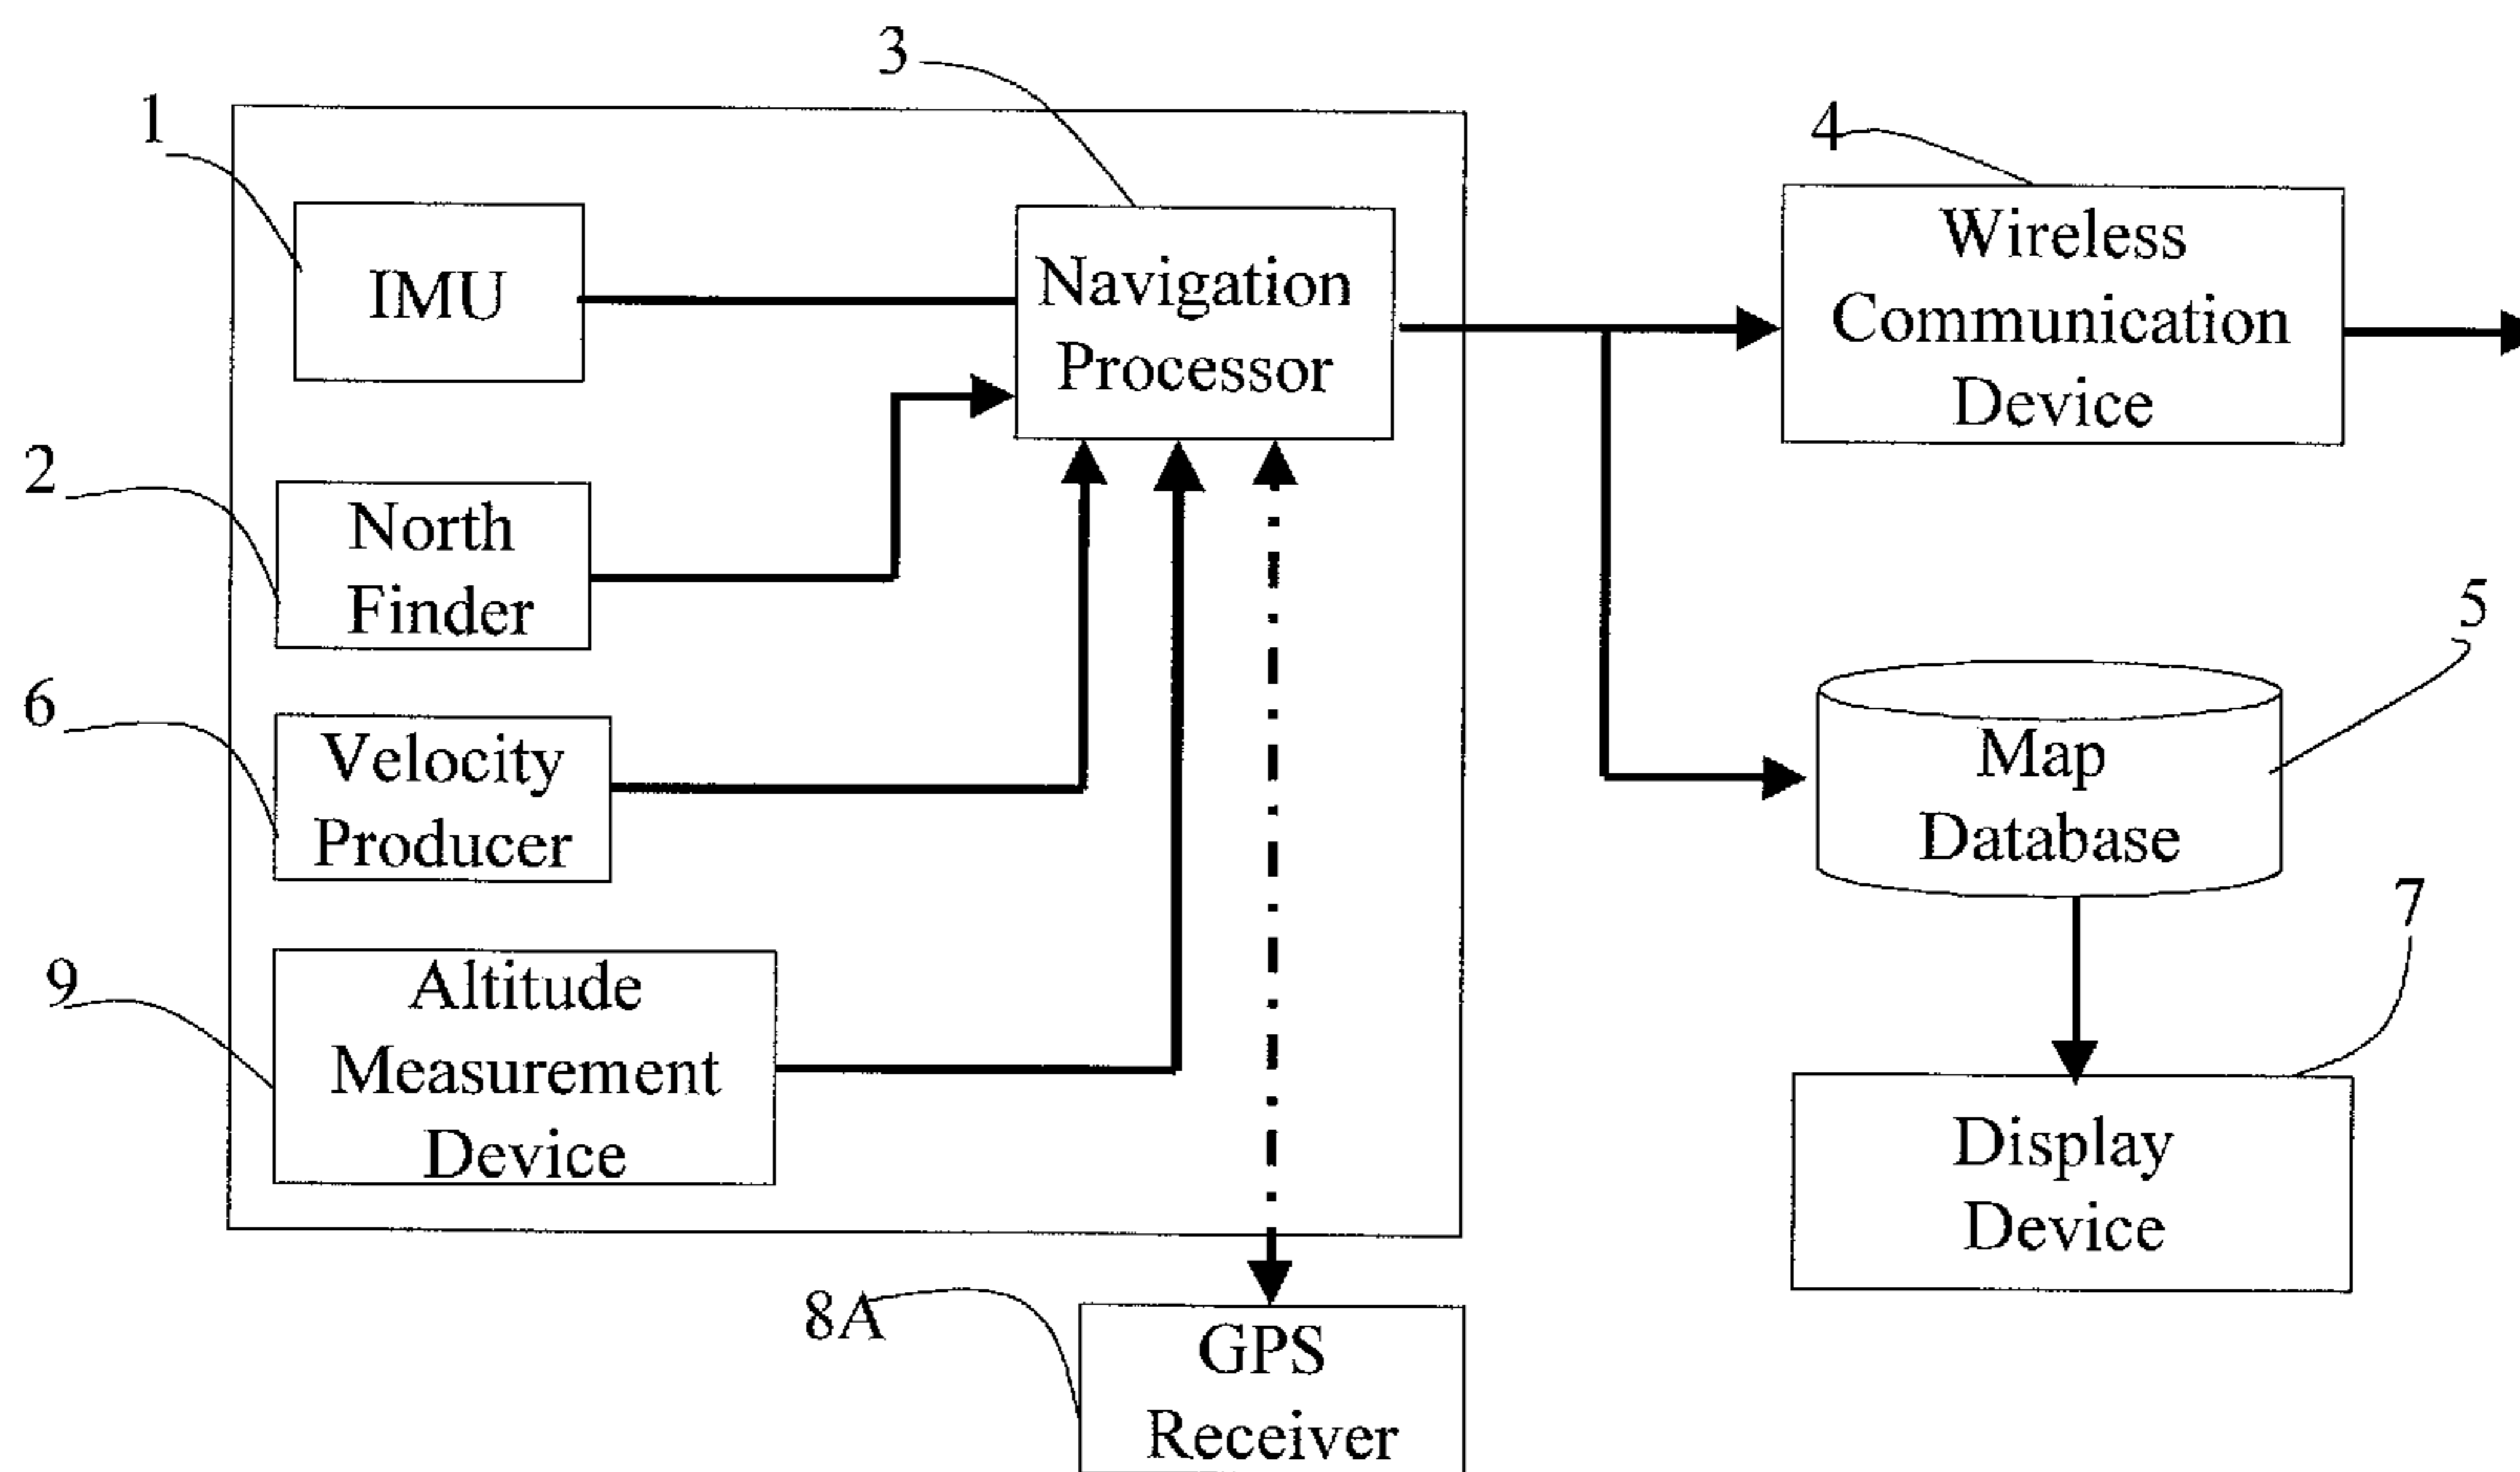 3
1
4
IMU
Navigation
Processor
Wireless
Communication
Device
2
North
Finder
5
6
Velocity
Producer
Map
Database
7
9
Altitude
Measurement
Device
Display
Device
8A
GPS
Receiver